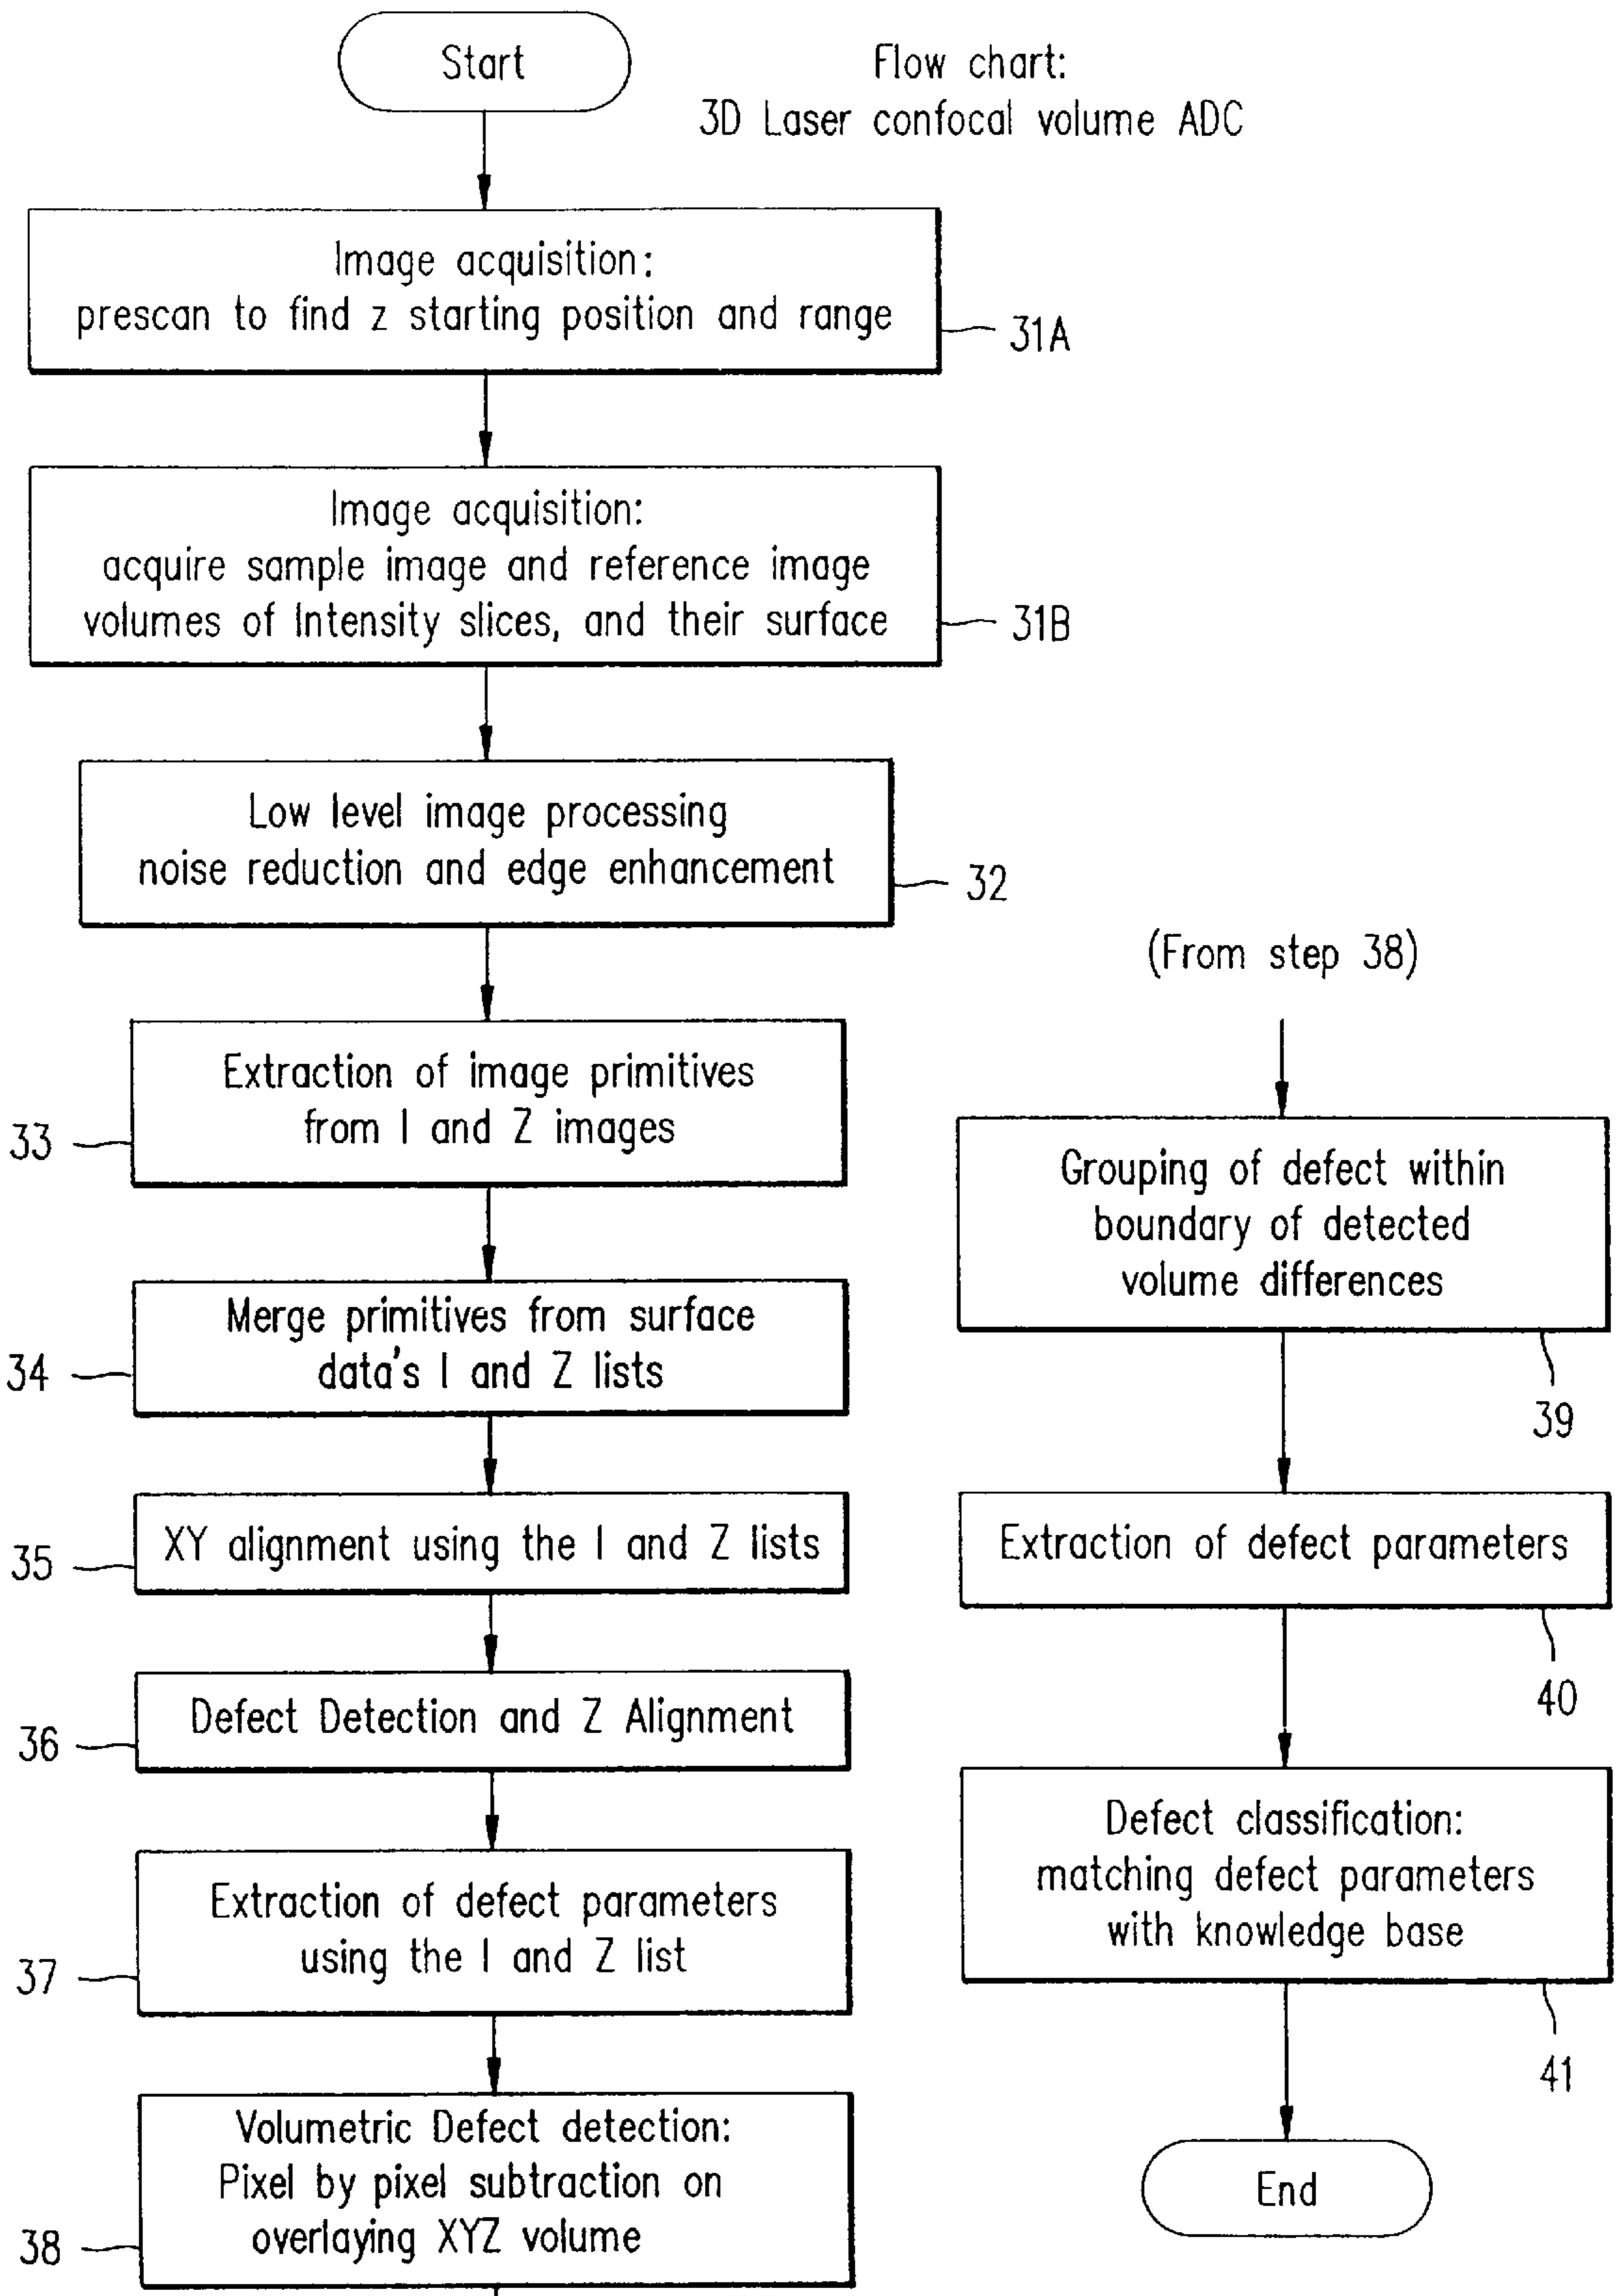 Start
Flow chart:
3D Laser confocal volume ADC
Image acquisition:
prescan to find z starting position and range
31A
Image acquisition:
acquire sample image and reference image
volumes of Intensity slices, and their surface
31B
Low level image processing
noise reduction and edge enhancement
32
Extraction of image primitives
from I and Z images
33
Merge primitives from surface
data's I and Z lists
34
XY alignment using the I and Z lists
35
Defect Detection and Z Alignment
36
Extraction of defect parameters
using the I and Z list
37
Volumetric Defect detection:
Pixel by pixel subtraction on
overlaying XYZ volume
38
(From step 38)
Grouping of defect within
boundary of detected
volume differences
39
Extraction of defect parameters
40
Defect classification:
matching defect parameters
with knowledge base
41
End